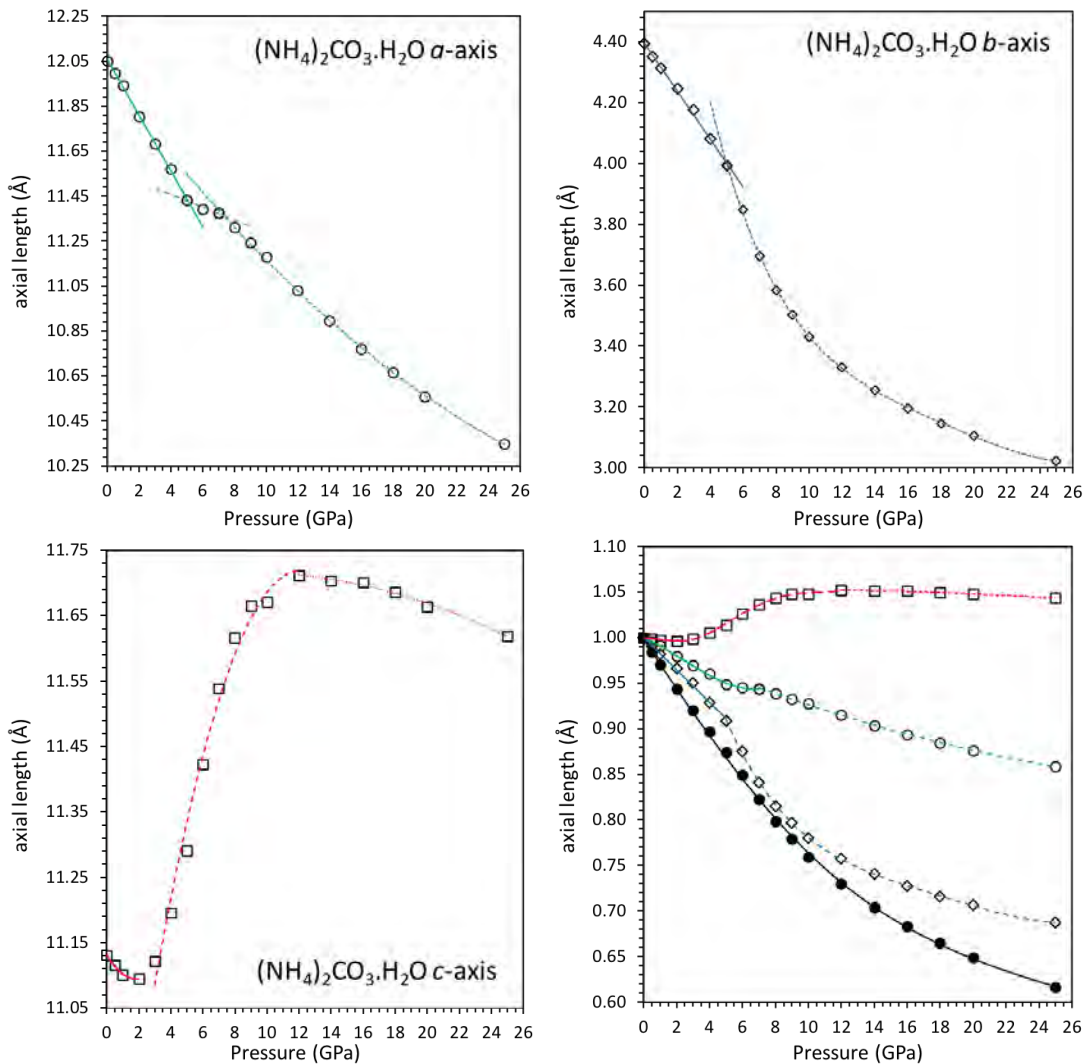 (NH4)2CO3.H2O a-axis
axial length (Å)
12.25
12.05
11.85
11.65
11.45
11.25
11.05
10.85
10.65
10.45
10.25
0 2 4 6 8 10 12 14 16 18 20 22 24 26
Pressure (GPa)
(NH4)2CO3.H2O b-axis
axial length (Å)
4.40
4.20
4.00
3.80
3.60
3.40
3.20
3.00
0 2 4 6 8 10 12 14 16 18 20 22 24 26
Pressure (GPa)
axial length (Å)
11.75
11.65
11.55
11.45
11.35
11.25
11.15
11.05
(NH4)2CO3.H2O c-axis
0 2 4 6 8 10 12 14 16 18 20 22 24 26
Pressure (GPa)
axial length (Å)
1.10
1.05
1.00
0.95
0.90
0.85
0.80
0.75
0.70
0.65
0.60
0 2 4 6 8 10 12 14 16 18 20 22 24 26
Pressure (GPa)